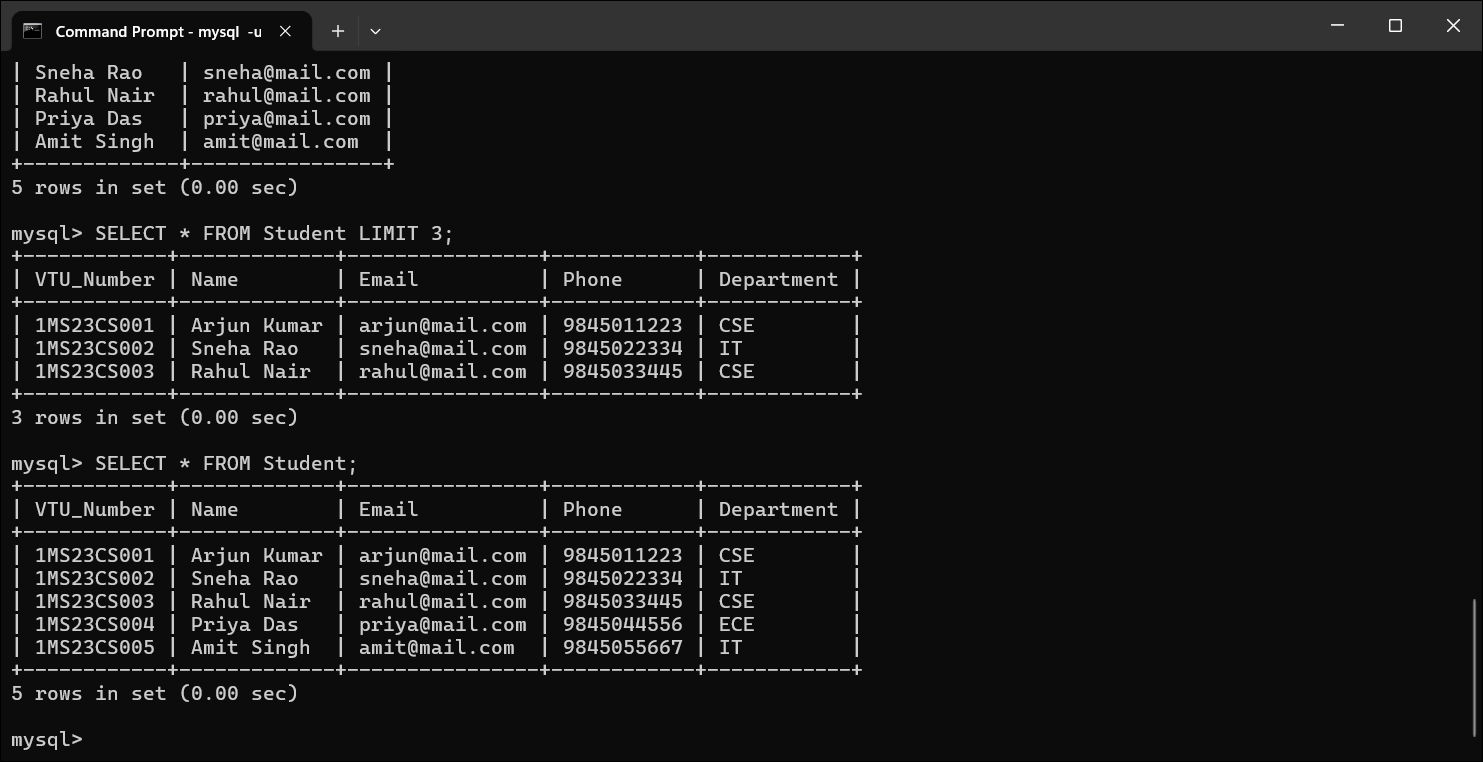 Command Prompt - mysql  -u
| Sneha Rao   | sneha@mail.com |
| Rahul Nair  | rahul@mail.com |
| Priya Das   | priya@mail.com |
| Amit Singh  | amit@mail.com  |
+-------------+----------------+
5 rows in set (0.00 sec)

mysql> SELECT * FROM Student LIMIT 3;
+------------+-------------+----------------+------------+------------+
| VTU_Number | Name        | Email          | Phone      | Department |
+------------+-------------+----------------+------------+------------+
| 1MS23CS001 | Arjun Kumar | arjun@mail.com | 9845011223 | CSE        |
| 1MS23CS002 | Sneha Rao   | sneha@mail.com | 9845022334 | IT         |
| 1MS23CS003 | Rahul Nair  | rahul@mail.com | 9845033445 | CSE        |
+------------+-------------+----------------+------------+------------+
3 rows in set (0.00 sec)

mysql> SELECT * FROM Student;
+------------+-------------+----------------+------------+------------+
| VTU_Number | Name        | Email          | Phone      | Department |
+------------+-------------+----------------+------------+------------+
| 1MS23CS001 | Arjun Kumar | arjun@mail.com | 9845011223 | CSE        |
| 1MS23CS002 | Sneha Rao   | sneha@mail.com | 9845022334 | IT         |
| 1MS23CS003 | Rahul Nair  | rahul@mail.com | 9845033445 | CSE        |
| 1MS23CS004 | Priya Das   | priya@mail.com | 9845044556 | ECE        |
| 1MS23CS005 | Amit Singh  | amit@mail.com  | 9845055667 | IT         |
+------------+-------------+----------------+------------+------------+
5 rows in set (0.00 sec)

mysql>